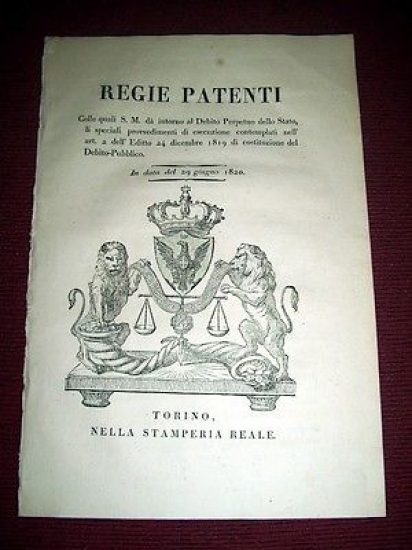 REGIE PATENTI
Colle quali S. M. dà intorno al Debito Perpetuo dello Stato,
li speciali provvedimenti di esecuzione contemplati nell'
art. 2 dell' Editto 24 dicembre 1819 di costituzione del
Debito-Pubblico.
In data del 29 giugno 1820.
TORINO,
NELLA STAMPERIA REALE.